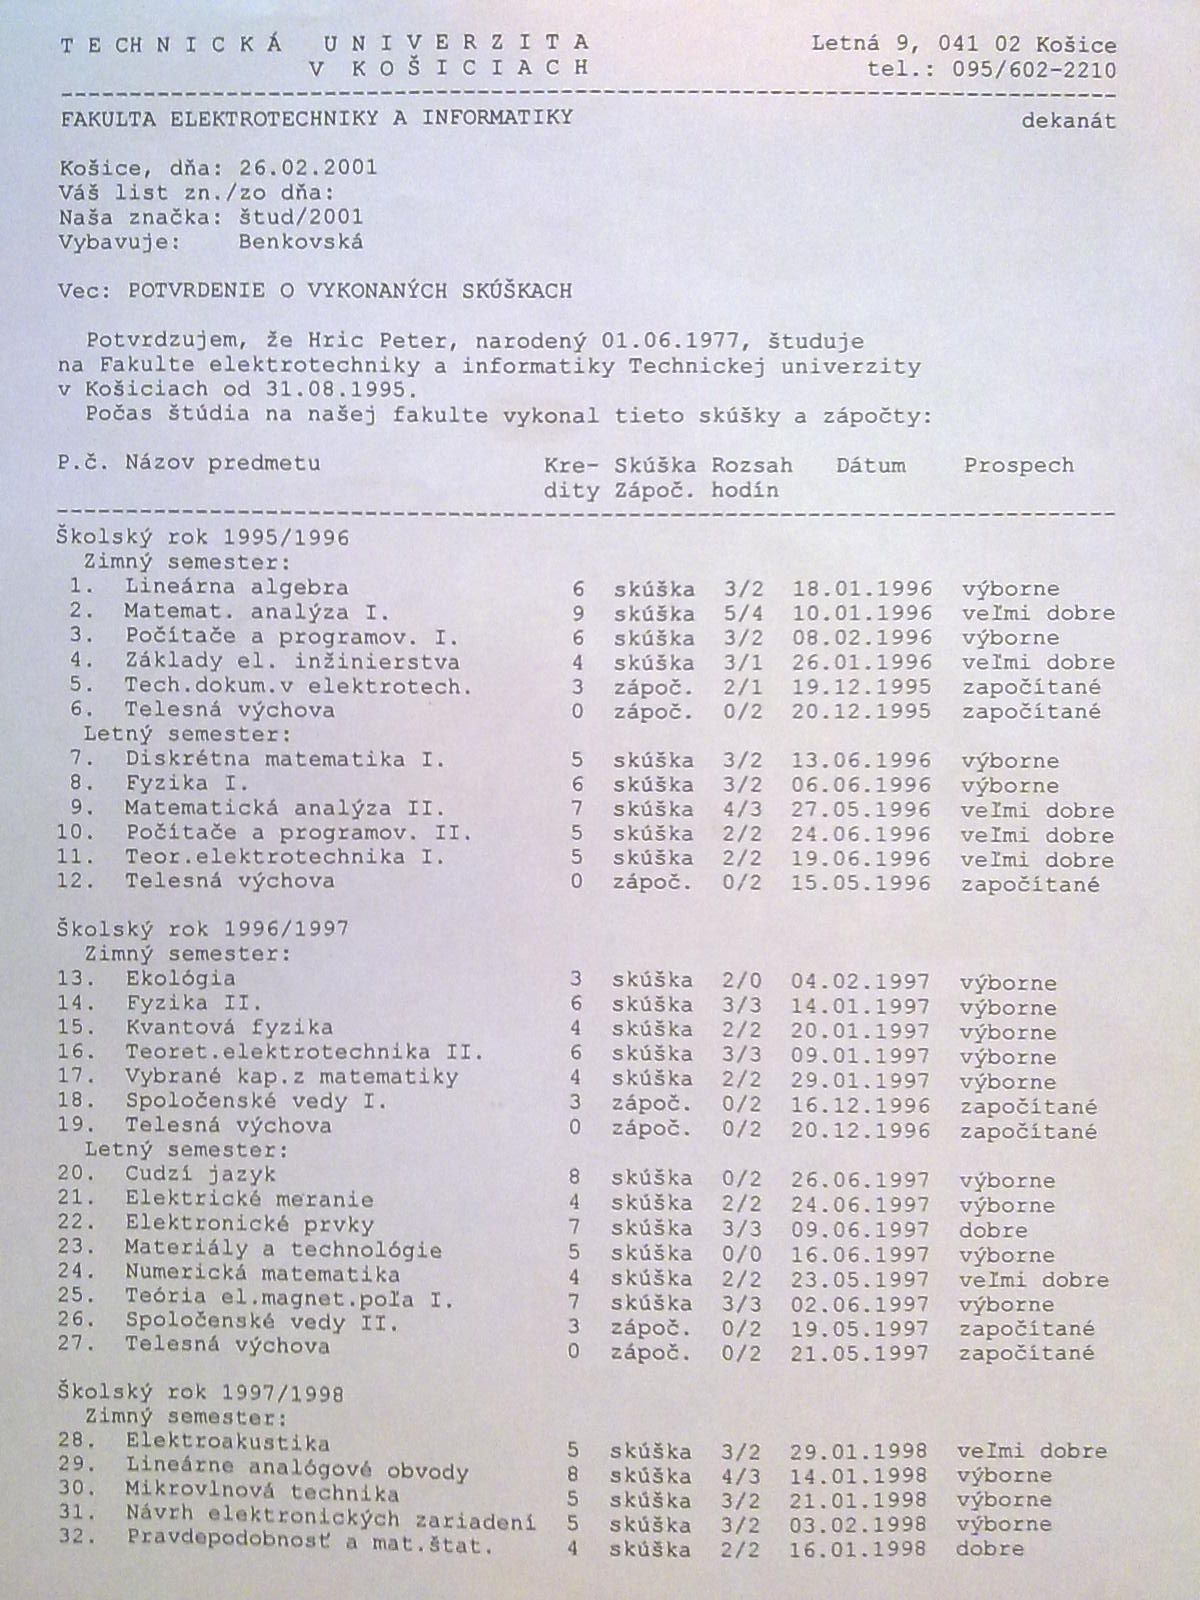 T E CH N I C K Á   U N I V E R Z I T A   Letná 9, 041 02 Košice
V   K O Š I C I A C H   tel.: 095/602-2210
FAKULTA ELEKTROTECHNIKY A INFORMATIKY   dekanát
Košice, dňa: 26.02.2001
Váš list zn./zo dňa:
Naša značka: štud/2001
Vybavuje:    Benkovská
Vec: POTVRDENIE O VYKONANÝCH SKÚŠKACH
Potvrdzujem, že Hric Peter, narodený 01.06.1977, študuje
na Fakulte elektrotechniky a informatiky Technickej univerzity
v Košiciach od 31.08.1995.
Počas štúdia na našej fakulte vykonal tieto skúšky a zápočty:
P.č. Názov predmetu   Kre- Skúška Rozsah   Dátum   Prospech
dity Zápoč. hodín
Školský rok 1995/1996
Zimný semester:
1. Lineárna algebra 6 skúška 3/2 18.01.1996 výborne
2. Matemat. analýza I. 9 skúška 5/4 10.01.1996 veľmi dobre
3. Počítače a programov. I. 6 skúška 3/2 08.02.1996 výborne
4. Základy el. inžinierstva 4 skúška 3/1 26.01.1996 veľmi dobre
5. Tech.dokum.v elektrotech. 3 zápoč. 2/1 19.12.1995 započítané
6. Telesná výchova 0 zápoč. 0/2 20.12.1995 započítané
Letný semester:
7. Diskrétna matematika I. 5 skúška 3/2 13.06.1996 výborne
8. Fyzika I. 6 skúška 3/2 06.06.1996 výborne
9. Matematická analýza II. 7 skúška 4/3 27.05.1996 veľmi dobre
10. Počítače a programov. II. 5 skúška 2/2 24.06.1996 veľmi dobre
11. Teor.elektrotechnika I. 5 skúška 2/2 19.06.1996 veľmi dobre
12. Telesná výchova 0 zápoč. 0/2 15.05.1996 započítané
Školský rok 1996/1997
Zimný semester:
13. Ekológia 3 skúška 2/0 04.02.1997 výborne
14. Fyzika II. 6 skúška 3/3 14.01.1997 výborne
15. Kvantová fyzika 4 skúška 2/2 20.01.1997 výborne
16. Teoret.elektrotechnika II. 6 skúška 3/3 09.01.1997 výborne
17. Vybrané kap.z matematiky 4 skúška 2/2 29.01.1997 výborne
18. Spoločenské vedy I. 3 zápoč. 0/2 16.12.1996 započítané
19. Telesná výchova 0 zápoč. 0/2 20.12.1996 započítané
Letný semester:
20. Cudzí jazyk 8 skúška 0/2 26.06.1997 výborne
21. Elektrické meranie 4 skúška 2/2 24.06.1997 výborne
22. Elektronické prvky 7 skúška 3/3 09.06.1997 dobre
23. Materiály a technológie 5 skúška 0/0 16.06.1997 výborne
24. Numerická matematika 4 skúška 2/2 23.05.1997 veľmi dobre
25. Teória el.magnet.poľa I. 7 skúška 3/3 02.06.1997 výborne
26. Spoločenské vedy II. 3 zápoč. 0/2 19.05.1997 započítané
27. Telesná výchova 0 zápoč. 0/2 21.05.1997 započítané
Školský rok 1997/1998
Zimný semester:
28. Elektroakustika 5 skúška 3/2 29.01.1998 veľmi dobre
29. Lineárne analógové obvody 8 skúška 4/3 14.01.1998 výborne
30. Mikrovlnová technika 5 skúška 3/2 21.01.1998 výborne
31. Návrh elektronických zariadení 5 skúška 3/2 03.02.1998 výborne
32. Pravdepodobnosť a mat.štat. 4 skúška 2/2 16.01.1998 dobre